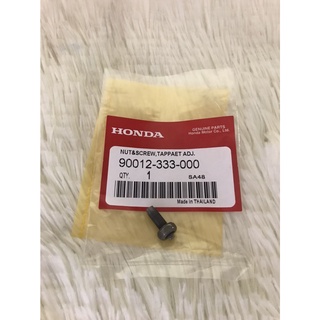 HONDA
GENUINE PARTS
Honda Motor Co., Ltd.
NUT&SCREW,TAPPAET ADJ.
90012-333-000
QTY. 1 SA48
Made in THAILAND